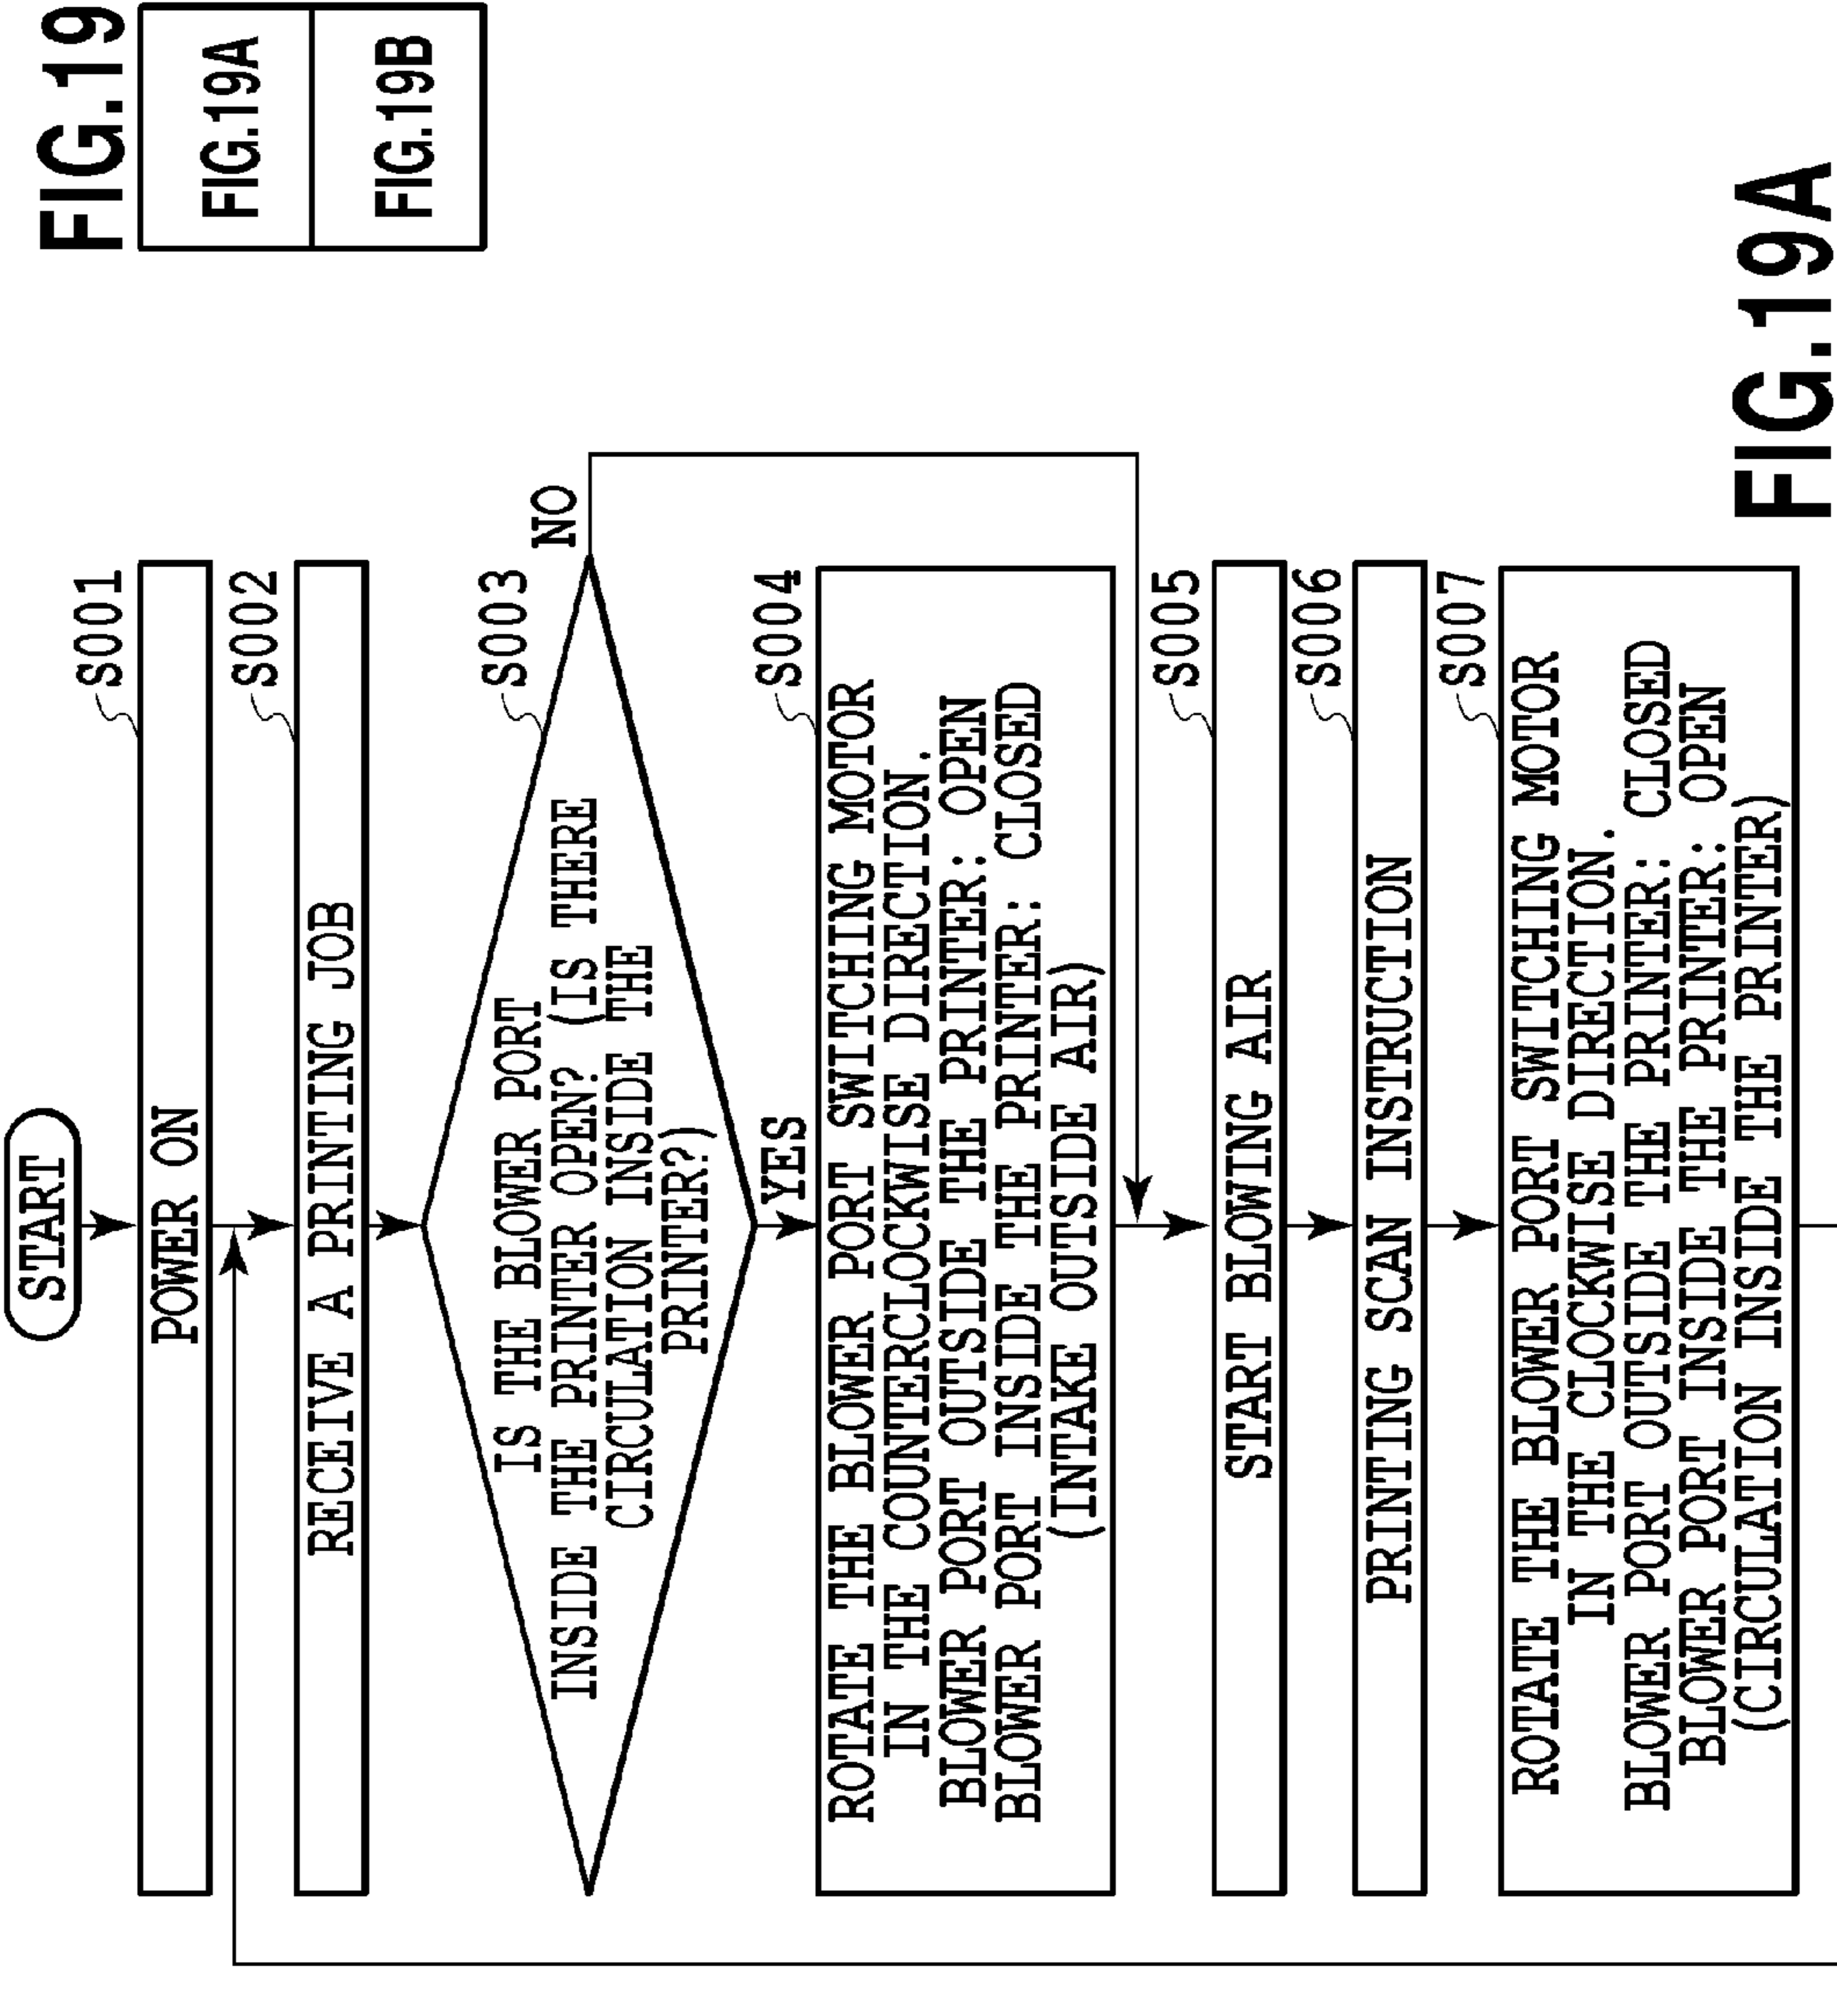 FIG.19
FIG.19A
FIG.19B
START
S001
POWER ON
S002
RECEIVE A PRINTING JOB
S003
IS THE BLOWER PORT
INSIDE THE PRINTER OPEN? (IS THERE
CIRCULATION INSIDE THE THE
PRINTER?)
NO
YES
S004
ROTATE THE BLOWER PORT SWITCHING MOTOR
IN THE COUNTERCLOCKWISE DIRECTION.
BLOWER PORT OUTSIDE THE PRINTER: OPEN
BLOWER PORT INSIDE THE PRINTER: CLOSED
(INTAKE OUTSIDE AIR)
S005
START BLOWING AIR
S006
PRINTING SCAN INSTRUCTION
S007
ROTATE THE BLOWER PORT SWITCHING MOTOR
IN THE CLOCKWISE DIRECTION.
BLOWER PORT OUTSIDE THE PRINTER: CLOSED
BLOWER PORT INSIDE THE PRINTER: OPEN
(CIRCULATION INSIDE THE PRINTER)
FIG.19A